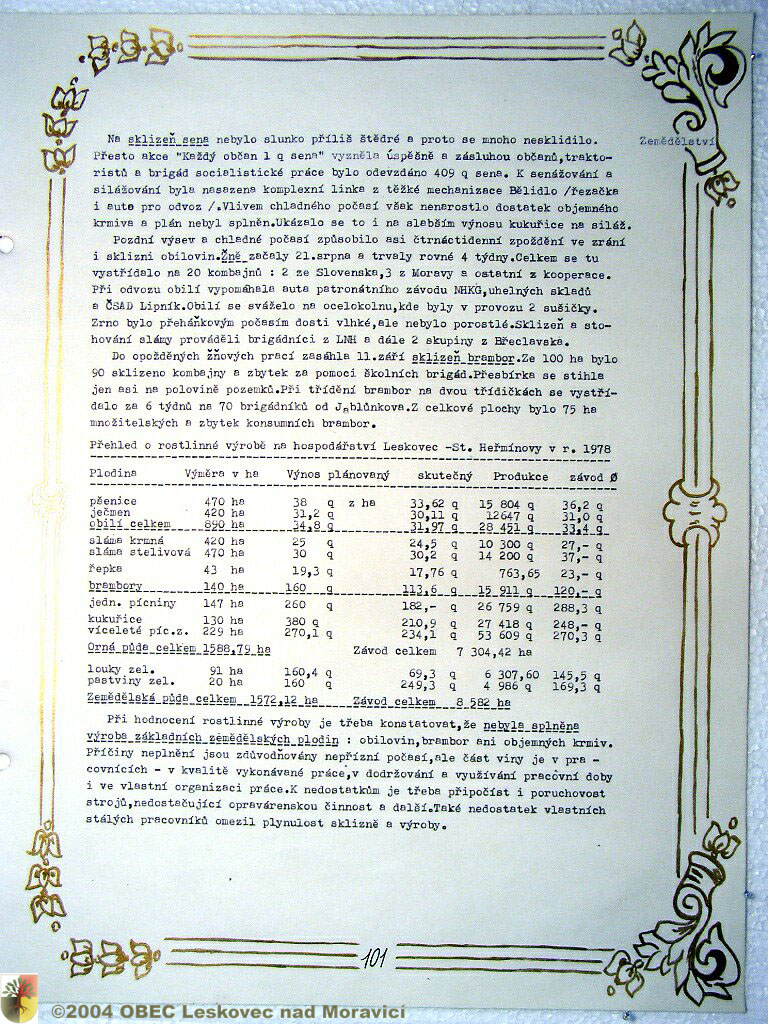 Na sklizeň sena nebylo slunko příliš štědré a proto se mnoho nesklidilo.
Zemědělství
Přesto akce "Každý občan 1 q sena" vyzněla úspěšně a zásluhou občanů,trakto-
ristů a brigád socialistické práce bylo odevzdáno 409 q sena. K senážování a
silážování byla nasazena komplexní linka z těžké mechanizace Bělidlo /řezačka
i auto pro odvoz /.Vlivem chladného počasí však nenarostlo dostatek objemného
krmiva a plán nebyl splněn.Ukázalo se to i na slabším výnosu kukuřice na siláž.
Pozdní výsev a chladné počasí způsobilo asi čtrnáctidenní zpoždění ve zrání
i sklizni obilovin.Žně začaly 21.srpna a trvaly rovné 4 týdny.Celkem se tu
vystřídalo na 20 kombajnů : 2 ze Slovenska,3 z Moravy a ostatní z kooperace.
Při odvozu obilí vypomáhala auta patronátního závodu NHKG,uhelných skladů
a ČSAD Lipník.Obilí se sváželo na ocelokolnu,kde byly v provozu 2 sušičky.
Zrno bylo přeháňkovým počasím dosti vlhké,ale nebylo porostlé.Sklizeň a sto-
hování slámy prováděli brigádníci z LNH a dále 2 skupiny z Břeclavska.
Do opožděných žňových prací zasáhla 11.září sklizeň brambor.Ze 100 ha bylo
90 sklizeno kombajny a zbytek za pomoci školních brigád.Přesbírka se stihla
jen asi na polovině pozemků.Při třídění brambor na dvou třídičkách se vystří-
dalo za 6 týdnů na 70 brigádníků od Jablůnkova.Z celkové plochy bylo 75 ha
množitelských a zbytek konsumních brambor.
Přehled o rostlinné výrobě na hospodářství Leskovec -St. Heřmínovy v r. 1978
Plodina Výměra v ha Výnos plánovaný skutečný Produkce závod Ø
pšenice 470 ha 38 q z ha 33,62 q 15 804 q 36,2 q
ječmen 420 ha 31,2 q 30,11 q 12647 q 31,0 q
obilí celkem 890 ha 34,8 q 31,97 q 28 451 q 33,4 q
sláma krmná 420 ha 25 q 24,5 q 10 300 q 27,- q
sláma stelivová 470 ha 30 q 30,2 q 14 200 q 37,- q
řepka 43 ha 19,3 q 17,76 q 763,65 23,- q
brambory 140 ha 160 q 113,6 q 15 911 q 120,- q
jedn. pícniny 147 ha 260 q 182,- q 26 759 q 288,3 q
kukuřice 130 ha 380 q 210,9 q 27 418 q 248,- q
víceleté píc.z. 229 ha 270,1 q 234,1 q 53 609 q 270,3 q
Orná půda celkem 1588,79 ha Závod celkem 7 304,42 ha
louky zel. 91 ha 160,4 q 69,3 q 6 307,60 145,5 q
pastviny zel. 20 ha 160 q 249,3 q 4 986 q 169,3 q
Zemědělská půda celkem 1572,12 ha Závod celkem 8 582 ha
Při hodnocení rostlinné výroby je třeba konstatovat,že nebyla splněna
výroba základních zemědělských plodin : obilovin,brambor ani objemných krmiv.
Příčiny neplnění jsou zdůvodňovány nepřízní počasí,ale část viny je v pra -
covnících - v kvalitě vykonávané práce,v dodržování a využívání pracovní doby
i ve vlastní organizaci práce.K nedostatkům je třeba připočíst i poruchovost
strojů,nedostačující opravárenskou činnost a další.Také nedostatek vlastních
stálých pracovníků omezil plynulost sklizně a výroby.
101
©2004 OBEC Leskovec nad Moravicí